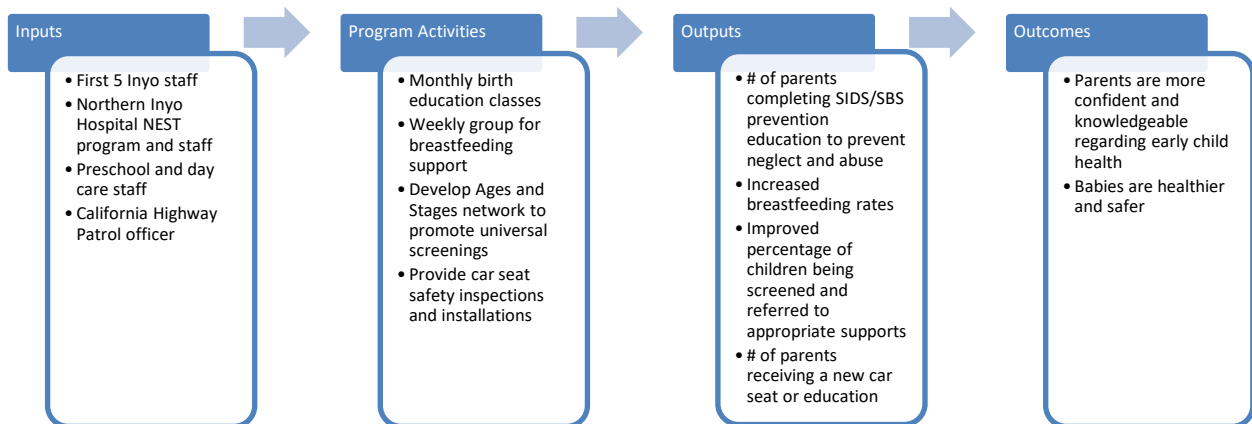 Inputs
• First 5 Inyo staff
• Northern Inyo
Hospital NEST
program and staff
• Preschool and day
care staff
• California Highway
Patrol officer
Program Activities
• Monthly birth
education classes
• Weekly group for
breastfeeding
support
• Develop Ages and
Stages network to
promote universal
screenings
• Provide car seat
safety inspections
and installations
Outputs
• # of parents
completing SIDS/SBS
prevention
education to prevent
neglect and abuse
• Increased
breastfeeding rates
• Improved
percentage of
children being
screened and
referred to
appropriate supports
• # of parents
receiving a new car
seat or education
Outcomes
• Parents are more
confident and
knowledgeable
regarding early child
health
• Babies are healthier
and safer